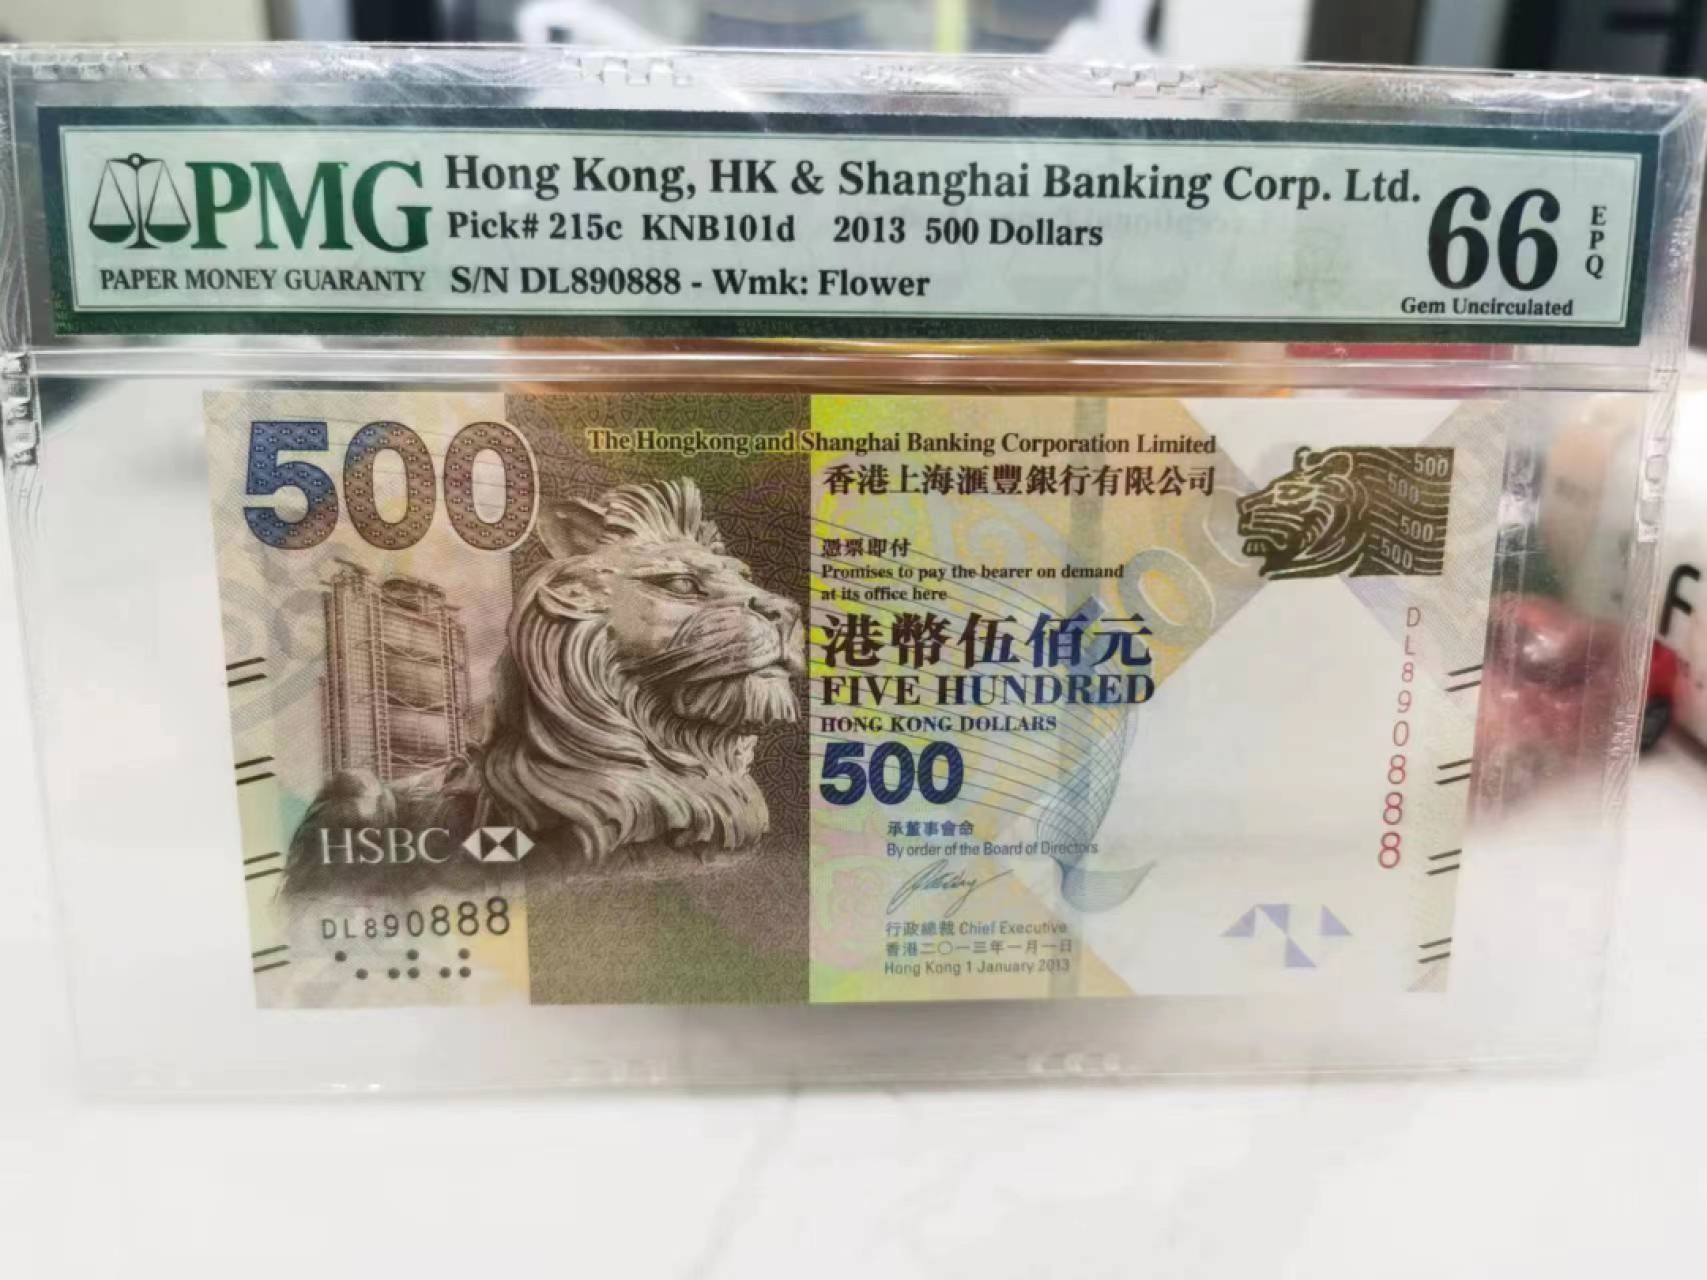 PMG
PAPER MONEY GUARANTY
Hong Kong, HK & Shanghai Banking Corp. Ltd.
Pick# 215c KNB101d 2013 500 Dollars
S/N DL890888 - Wmk: Flower
66
EPQ
Gem Uncirculated
500
The Hongkong and Shanghai Banking Corporation Limited
香港上海滙豐銀行有限公司
500
500
500
500
憑票即付
Promises to pay the bearer on demand
at its office here
港幣伍佰元
FIVE HUNDRED
HONG KONG DOLLARS
500
DL890888
承董事會命
By order of the Board of Directors
HSBC
DL890888
行政總裁 Chief Executive
香港二〇一三年一月一日
Hong Kong 1 January 2013